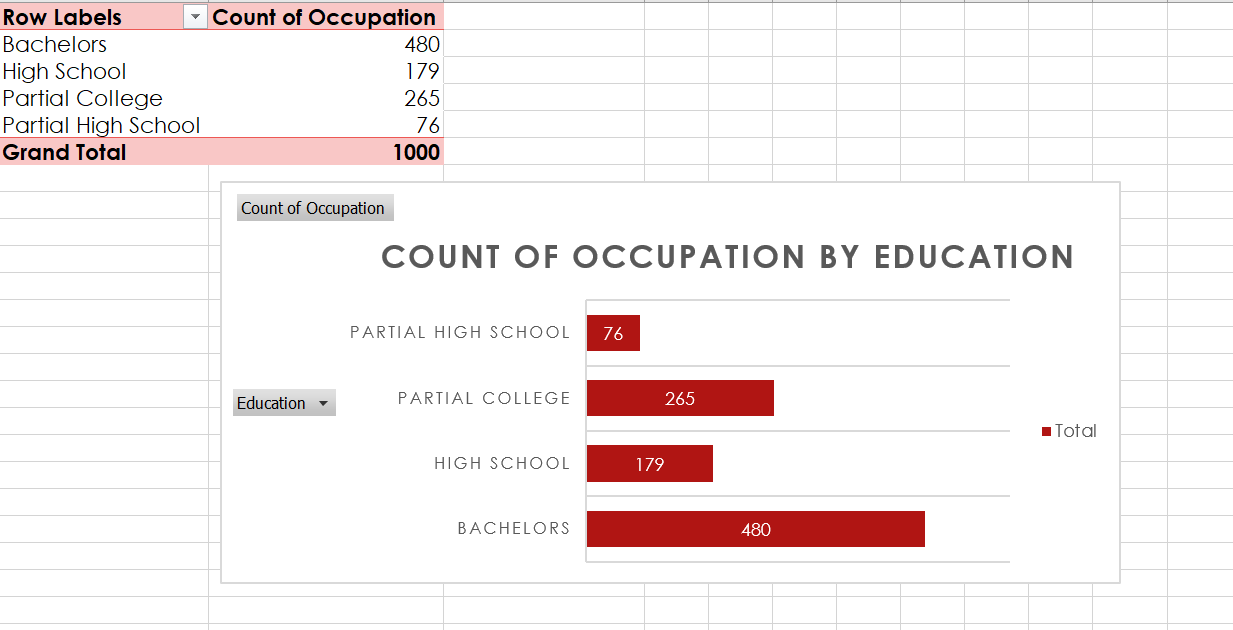 Row Labels Count of Occupation
Bachelors 480
High School 179
Partial College 265
Partial High School 76
Grand Total 1000
Count of Occupation
COUNT OF OCCUPATION BY EDUCATION
PARTIAL HIGH SCHOOL 76
Education PARTIAL COLLEGE 265
Total
HIGH SCHOOL 179
BACHELORS 480